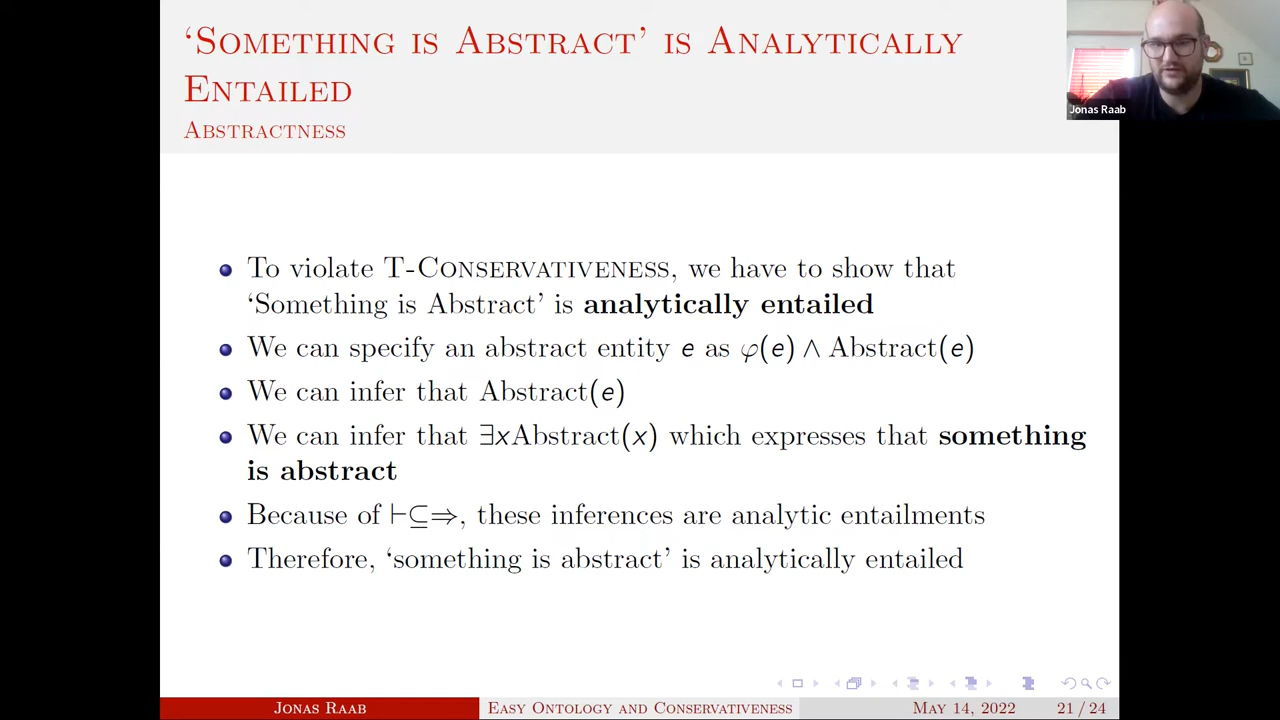 ‘Something is Abstract’ is Analytically
Entailed
Abstractness
Jonas Raab
To violate T-Conservativeness, we have to show that
‘Something is Abstract’ is analytically entailed
We can specify an abstract entity e as φ(e) ∧ Abstract(e)
We can infer that Abstract(e)
We can infer that ∃xAbstract(x) which expresses that something
is abstract
Because of ⊢⊆⇒, these inferences are analytic entailments
Therefore, ‘something is abstract’ is analytically entailed
Jonas Raab Easy Ontology and Conservativeness May 14, 2022 21 / 24